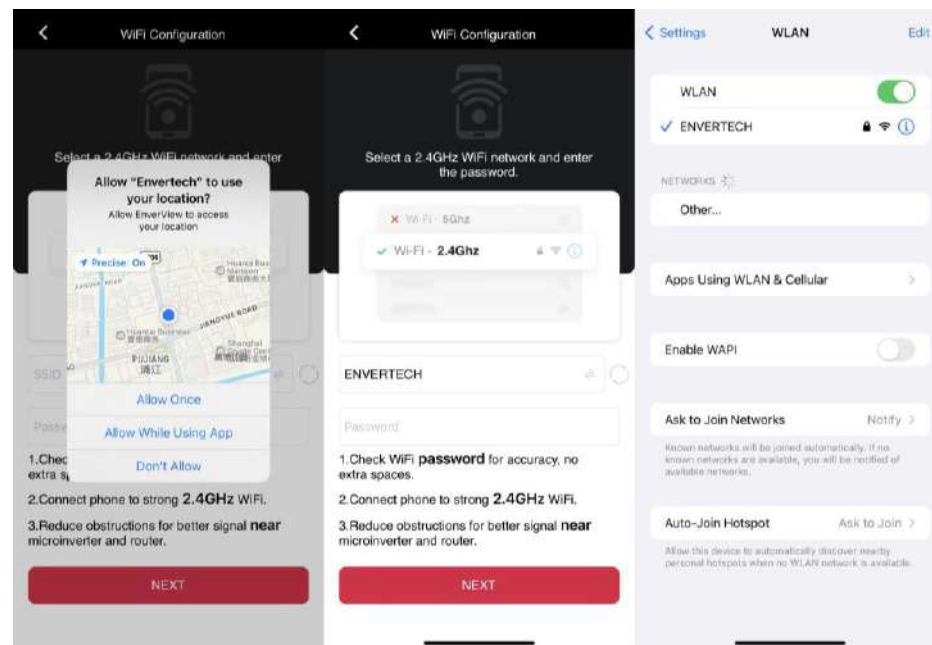 WiFi Configuration
Select a 2.4GHz WiFi network and enter
Allow "Envertech" to use
your location?
Allow EnverView to access
your location
Precise: On
JIANGYUE ROAD
PUJIANG
浦江
Shanghai
SSID
Allow Once
Allow While Using App
Don't Allow
1.Chec
extra s
2.Connect phone to strong 2.4GHz WiFi.
3.Reduce obstructions for better signal near
microinverter and router.
NEXT
WiFi Configuration
Select a 2.4GHz WiFi network and enter
the password.
Wi-Fi - 5Ghz
Wi-Fi - 2.4Ghz
ENVERTECH
Password
1.Check WiFi password for accuracy, no
extra spaces.
2.Connect phone to strong 2.4GHz WiFi.
3.Reduce obstructions for better signal near
microinverter and router.
NEXT
Settings WLAN Edit
WLAN
ENVERTECH
NETWORKS
Other...
Apps Using WLAN & Cellular
Enable WAPI
Ask to Join Networks Notify
Known networks will be joined automatically. If no
known networks are available, you will be notified of
available networks.
Auto-Join Hotspot Ask to Join
Allow this device to automatically discover nearby
personal hotspots when no WLAN network is available.